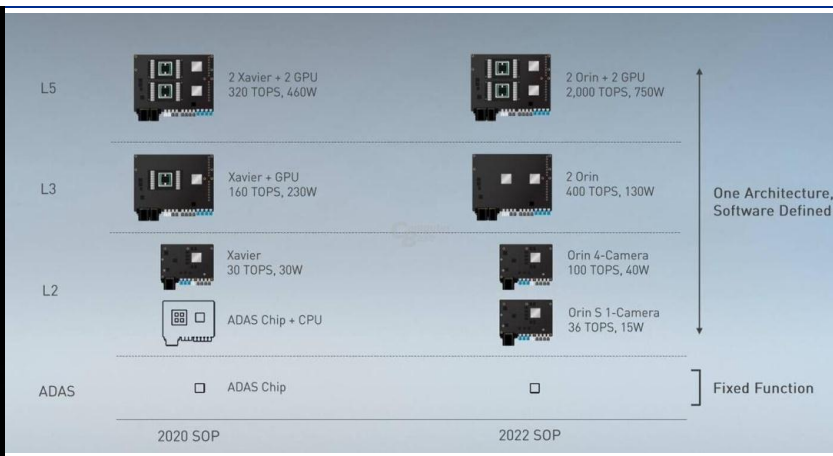 L5
2 Xavier + 2 GPU
320 TOPS, 460W
2 Orin + 2 GPU
2,000 TOPS, 750W
L3
Xavier + GPU
160 TOPS, 230W
2 Orin
400 TOPS, 130W
One Architecture,
Software Defined
L2
Xavier
30 TOPS, 30W
Orin 4-Camera
100 TOPS, 40W
ADAS Chip + CPU
Orin S 1-Camera
36 TOPS, 15W
ADAS
ADAS Chip
Fixed Function
2020 SOP
2022 SOP